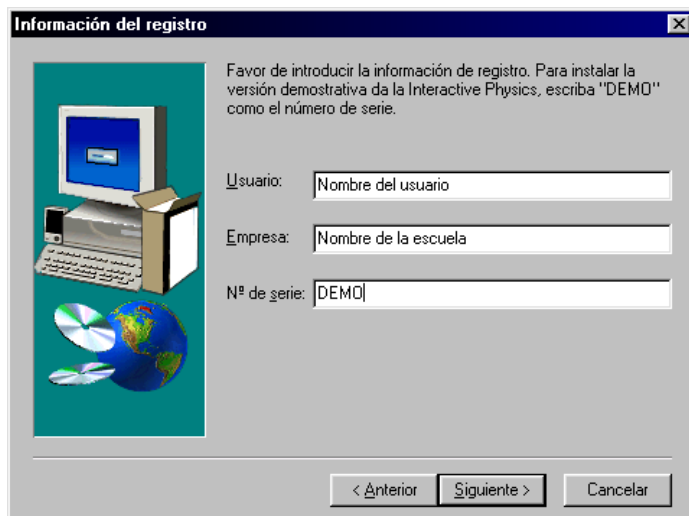 Información del registro
Favor de introducir la información de registro. Para instalar la
versión demostrativa da la Interactive Physics, escriba "DEMO"
como el número de serie.
Usuario: Nombre del usuario
Empresa: Nombre de la escuela
Nº de serie: DEMO
< Anterior Siguiente > Cancelar